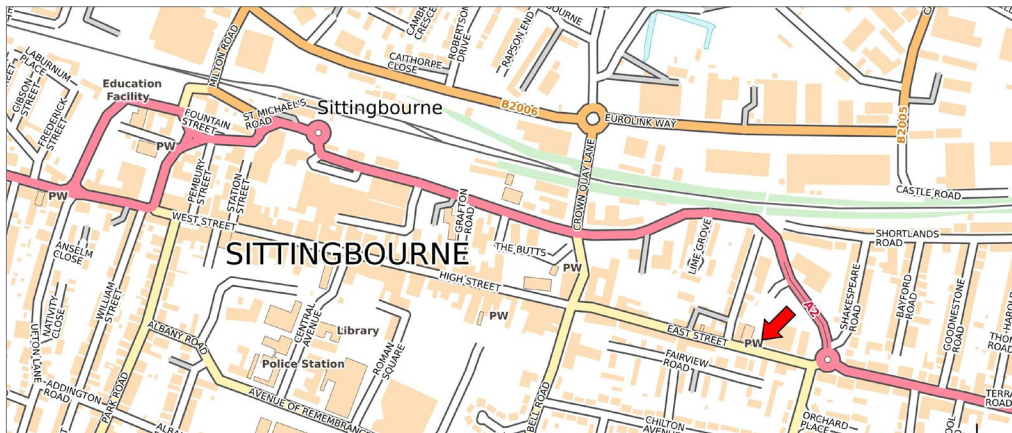 MILTON ROAD
CAITHORPE
CLOSE
ROBERTSON
DRIVE
RAPSON END
LABURNUM
PLACE
GIBSON
STREET
FREDERICK
STREET
Education
Facility
FOUNTAIN
STREET
ST MICHAEL'S
ROAD
Sittingbourne
B2006
EUROLINK WAY
B2005
CASTLE ROAD
PW
PW
PEMBURY
STREET
STATION
STREET
WEST STREET
GRAFTON
ROAD
THE BUTTS
CROWN QUAY LANE
LIME GROVE
SHORTLANDS
ROAD
SITTINGBOURNE
HIGH STREET
PW
PW
ANSELM
CLOSE
NATIVITY
CLOSE
UFTON LANE
WILLIAM
STREET
ALBANY ROAD
PARK ROAD
CENTRAL
AVENUE
Library
Police Station
ROMAN
SQUARE
AVENUE OF REMEMBRANCE
EAST STREET
PW
A2
SHAKESPEARE
ROAD
BAYFORD
ROAD
GOODNESTONE
ROAD
FAIRVIEW
ROAD
BELL ROAD
CHILTON
AVENUE
ORCHARD
PLACE
ADDINGTON
ROAD